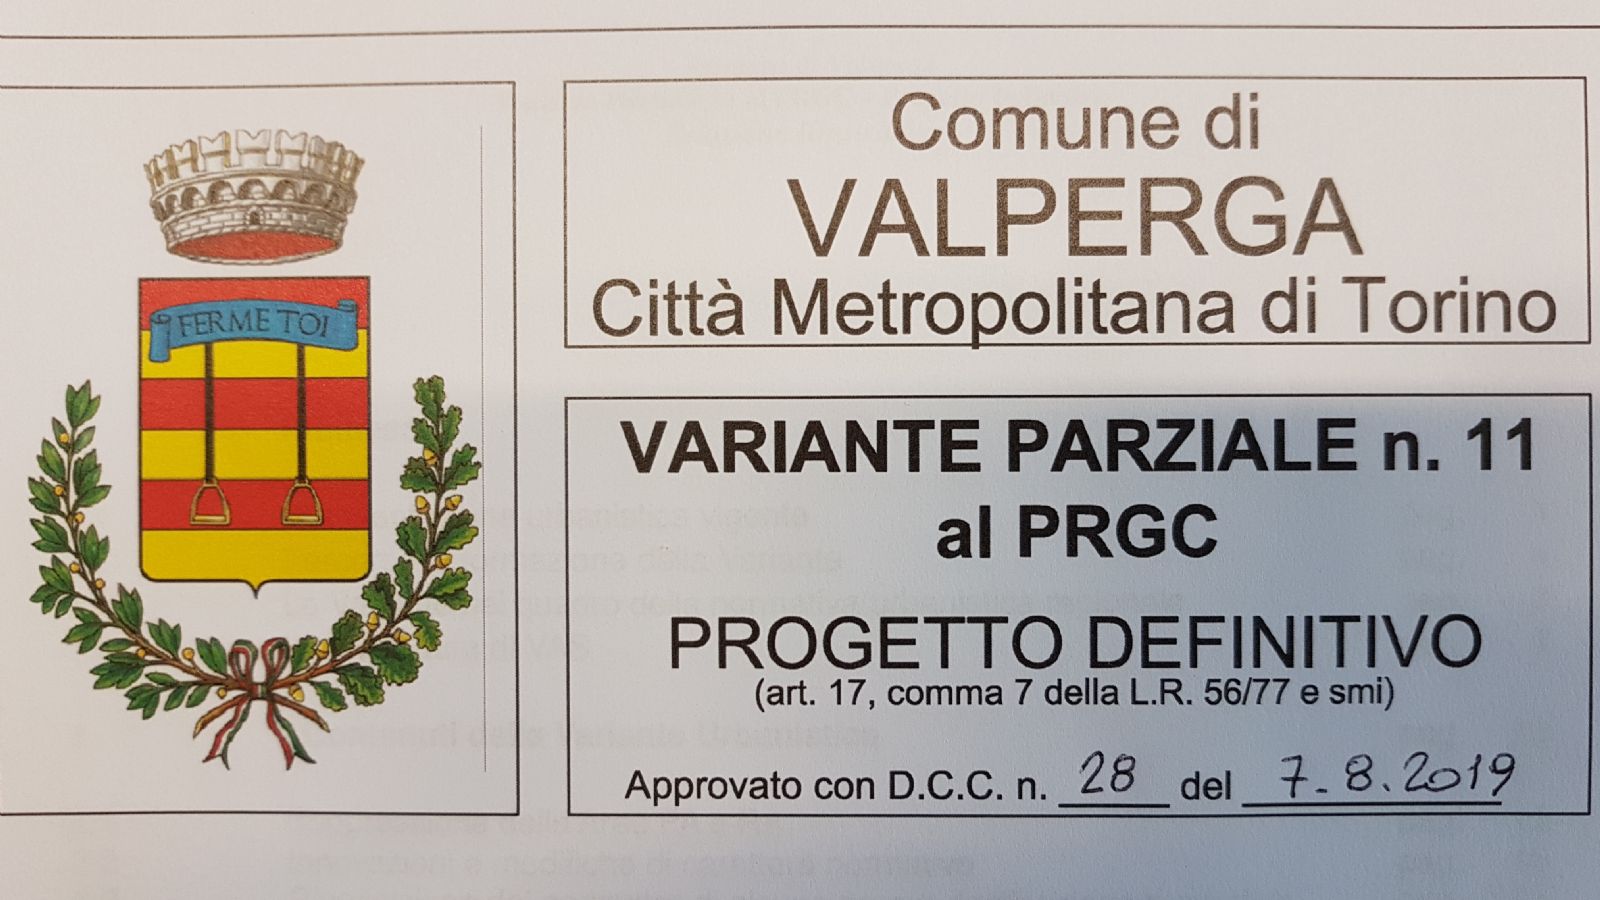 FERME TOI
Comune di
VALPERGA
Città Metropolitana di Torino
VARIANTE PARZIALE n. 11
al PRGC
PROGETTO DEFINITIVO
(art. 17, comma 7 della L.R. 56/77 e smi)
Approvato con D.C.C. n. 28 del 7.8.2019